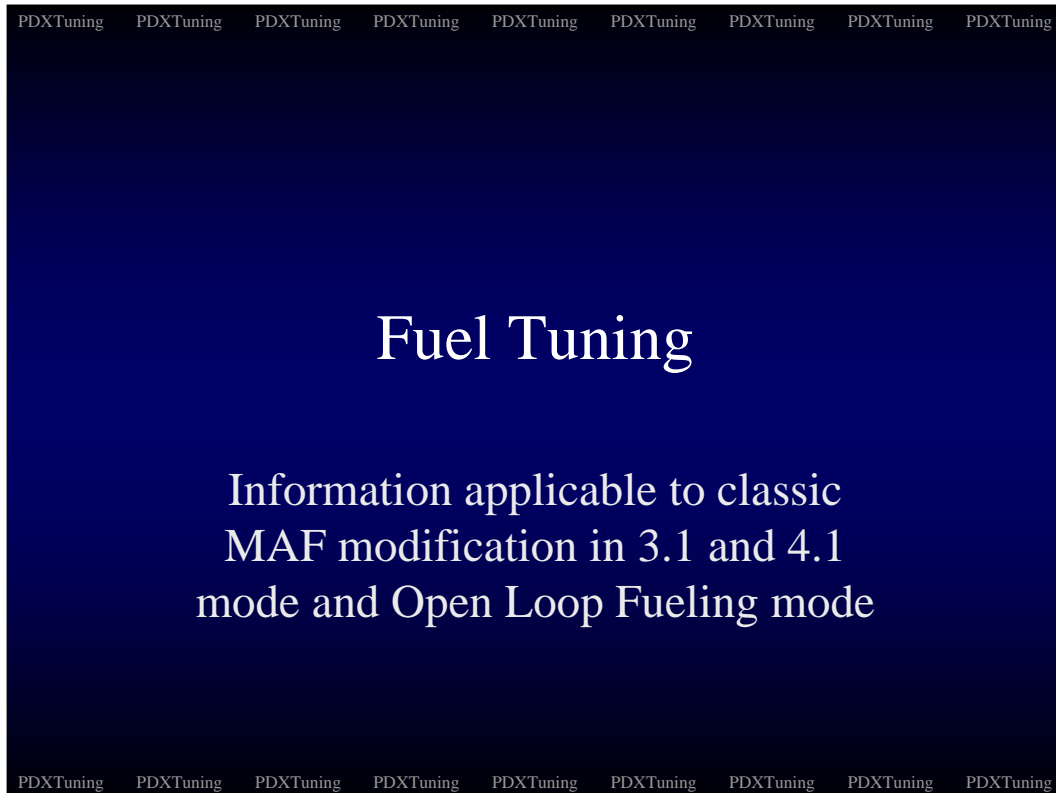 PDXTuning PDXTuning PDXTuning PDXTuning PDXTuning PDXTuning PDXTuning PDXTuning PDXTuning
Fuel Tuning
Information applicable to classic
MAF modification in 3.1 and 4.1
mode and Open Loop Fueling mode
PDXTuning PDXTuning PDXTuning PDXTuning PDXTuning PDXTuning PDXTuning PDXTuning PDXTuning